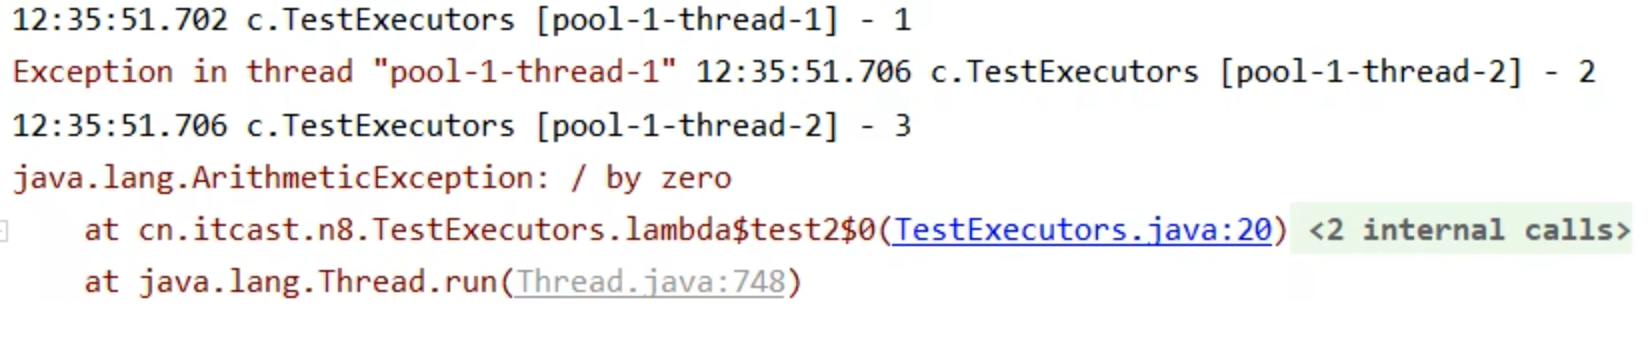 12:35:51.702 c.TestExecutors [pool-1-thread-1] - 1
Exception in thread "pool-1-thread-1" 12:35:51.706 c.TestExecutors [pool-1-thread-2] - 2
12:35:51.706 c.TestExecutors [pool-1-thread-2] - 3
java.lang.ArithmeticException: / by zero
    at cn.itcast.n8.TestExecutors.lambda$test2$0(TestExecutors.java:20) <2 internal calls>
    at java.lang.Thread.run(Thread.java:748)